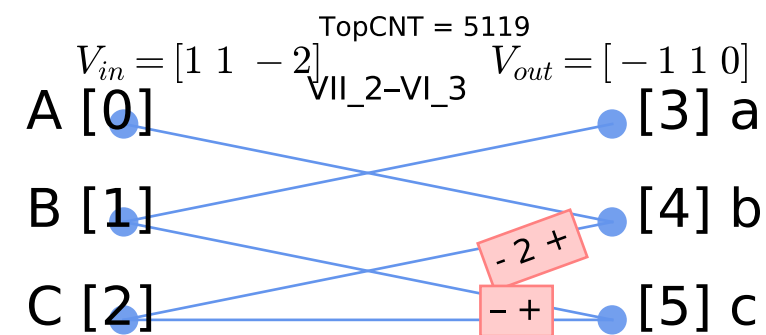 TopCNT = 5119
V_in = [1 1 − 2] V_out = [− 1 1 0]
VII_2–VI_3
A [0] [3] a
B [1] [4] b
- 2 +
C [2] – + [5] c